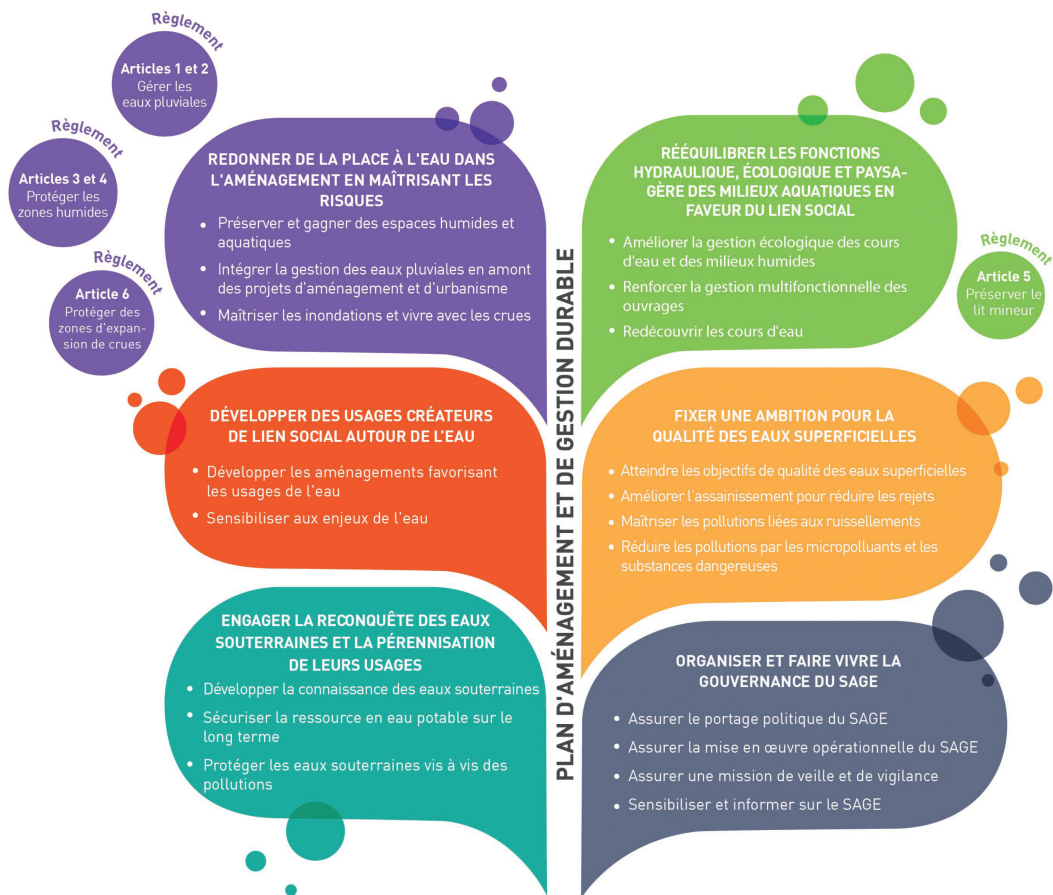 Règlement
Articles 1 et 2
Gérer les
eaux pluviales
Règlement
Articles 3 et 4
Protéger les
zones humides
Règlement
Article 6
Protéger des
zones d'expan-
sion de crues
REDONNER DE LA PLACE À L'EAU DANS
L'AMÉNAGEMENT EN MAÎTRISANT LES
RISQUES
• Préserver et gagner des espaces humides et
aquatiques
• Intégrer la gestion des eaux pluviales en amont
des projets d'aménagement et d'urbanisme
• Maîtriser les inondations et vivre avec les crues
DÉVELOPPER DES USAGES CRÉATEURS
DE LIEN SOCIAL AUTOUR DE L'EAU
• Développer les aménagements favorisant
les usages de l'eau
• Sensibiliser aux enjeux de l'eau
ENGAGER LA RECONQUÊTE DES EAUX
SOUTERRAINES ET LA PÉRENNISATION
DE LEURS USAGES
• Développer la connaissance des eaux souterraines
• Sécuriser la ressource en eau potable sur le
long terme
• Protéger les eaux souterraines vis à vis des
pollutions
PLAN D'AMÉNAGEMENT ET DE GESTION DURABLE
RÉÉQUILIBRER LES FONCTIONS
HYDRAULIQUE, ÉCOLOGIQUE ET PAYSA-
GÈRE DES MILIEUX AQUATIQUES EN
FAVEUR DU LIEN SOCIAL
• Améliorer la gestion écologique des cours
d'eau et des milieux humides
• Renforcer la gestion multifonctionnelle des
ouvrages
• Redécouvrir les cours d'eau
Règlement
Article 5
Préserver le
lit mineur
FIXER UNE AMBITION POUR LA
QUALITÉ DES EAUX SUPERFICIELLES
• Atteindre les objectifs de qualité des eaux superficielles
• Améliorer l'assainissement pour réduire les rejets
• Maîtriser les pollutions liées aux ruissellements
• Réduire les pollutions par les micropolluants et les
substances dangereuses
ORGANISER ET FAIRE VIVRE LA
GOUVERNANCE DU SAGE
• Assurer le portage politique du SAGE
• Assurer la mise en œuvre opérationnelle du SAGE
• Assurer une mission de veille et de vigilance
• Sensibiliser et informer sur le SAGE